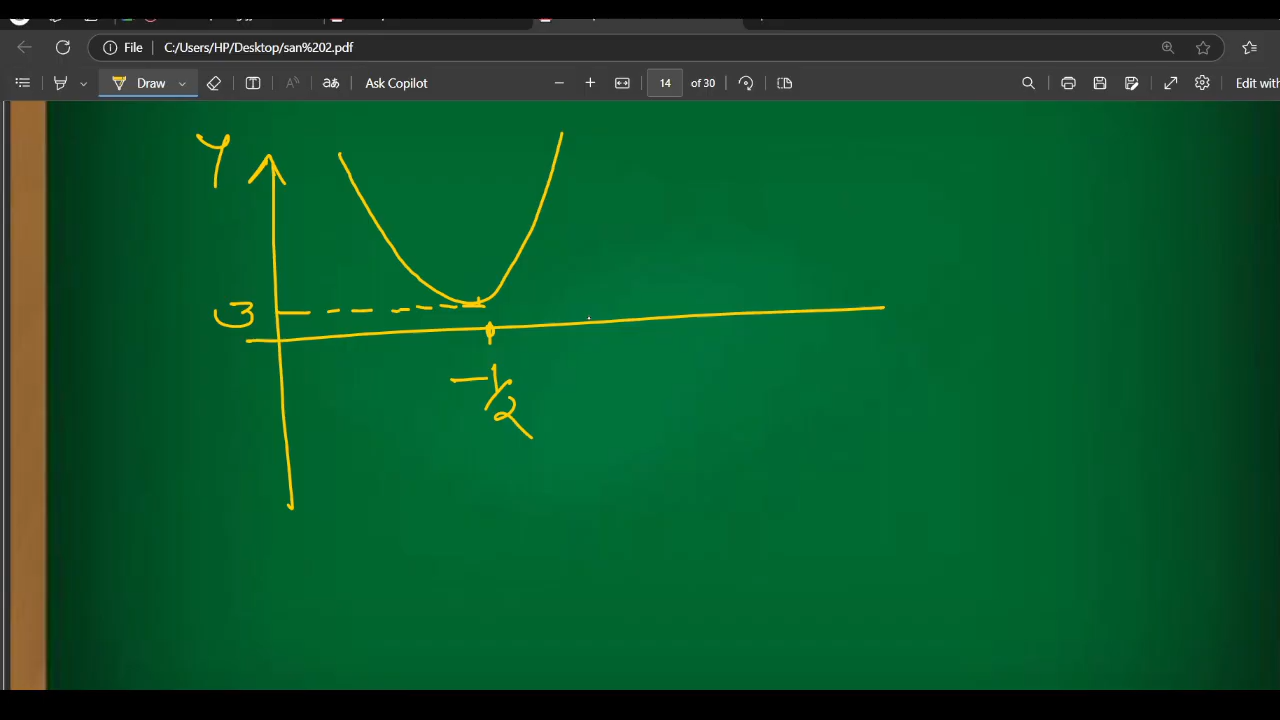 File C:/Users/HP/Desktop/san%202.pdf
Draw Ask Copilot 14 of 30 Edit with
Y
3
-1/2